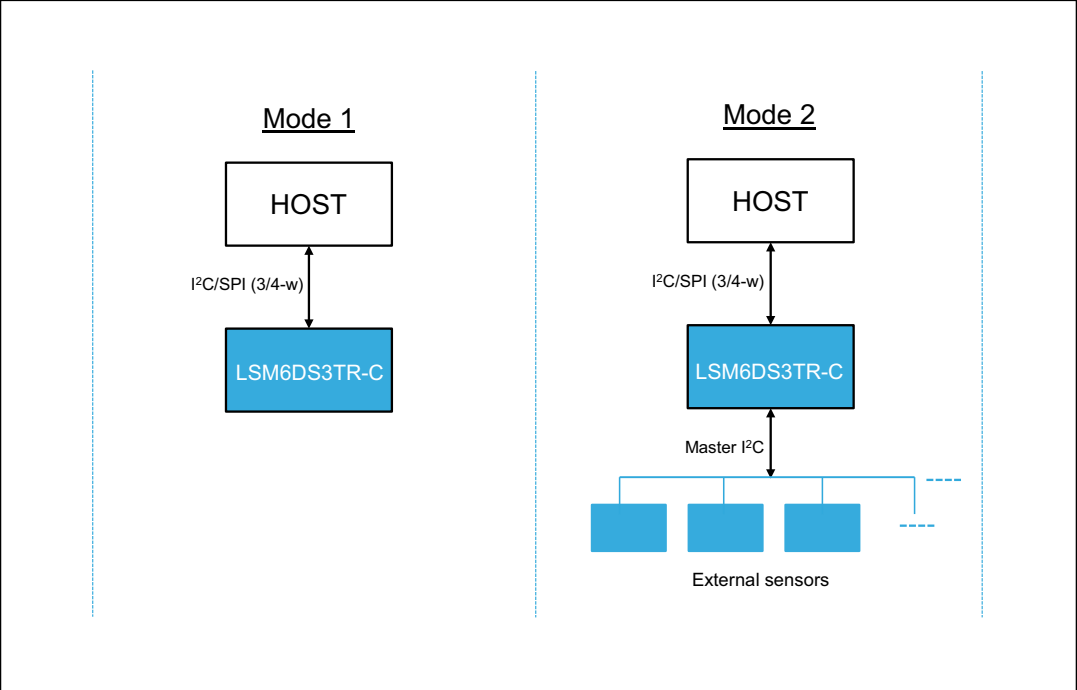 Mode 1
HOST
I²C/SPI (3/4-w)
LSM6DS3TR-C
Mode 2
HOST
I²C/SPI (3/4-w)
LSM6DS3TR-C
Master I²C
External sensors